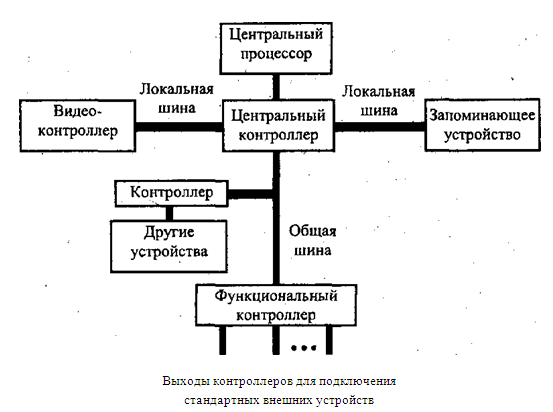 Центральный
процессор
Локальная
шина
Локальная
шина
Видео-
контроллер
Центральный
контроллер
Запоминающее
устройство
Контроллер
Другие
устройства
Общая
шина
Функциональный
контроллер
Выходы контроллеров для подключения
стандартных внешних устройств